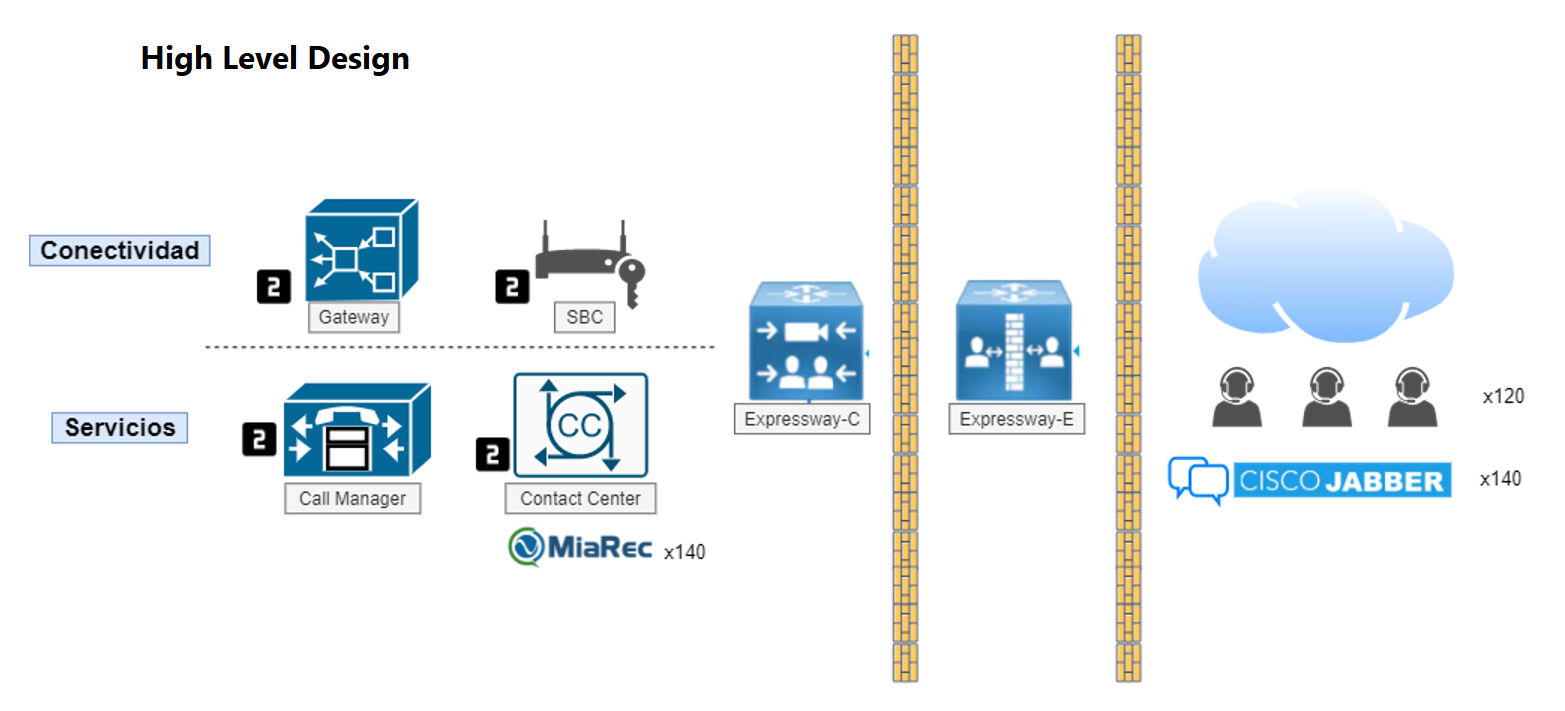 High Level Design
Conectividad
2
Gateway
2
SBC
Servicios
2
Call Manager
2
CC
Contact Center
MiaRec x140
Expressway-C
Expressway-E
x120
CISCO JABBER x140